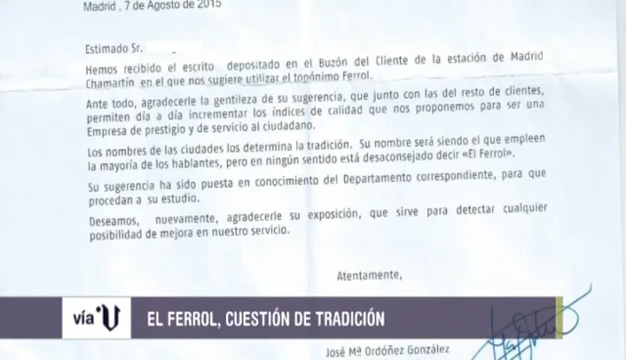 Madrid , 7 de Agosto de 2015
Estimado Sr.
Hemos recibido el escrito depositado en el Buzón del Cliente de la estación de Madrid
Chamartín en el que nos sugiere utilizar el topónimo Ferrol.
Ante todo, agradecerle la gentileza de su sugerencia, que junto con las del resto de clientes,
permiten día a día incrementar los índices de calidad que nos proponemos para ser una
Empresa de prestigio y de servicio al ciudadano.
Los nombres de las ciudades los determina la tradición. Su nombre será siendo el que empleen
la mayoría de los hablantes, pero en ningún sentido está desaconsejado decir «El Ferrol».
Su sugerencia ha sido puesta en conocimiento del Departamento correspondiente, para que
procedan a su estudio.
Deseamos, nuevamente, agradecerle su exposición, que sirve para detectar cualquier
posibilidad de mejora en nuestro servicio.
Atentamente,
vía U
EL FERROL, CUESTIÓN DE TRADICIÓN
José Mª Ordóñez González